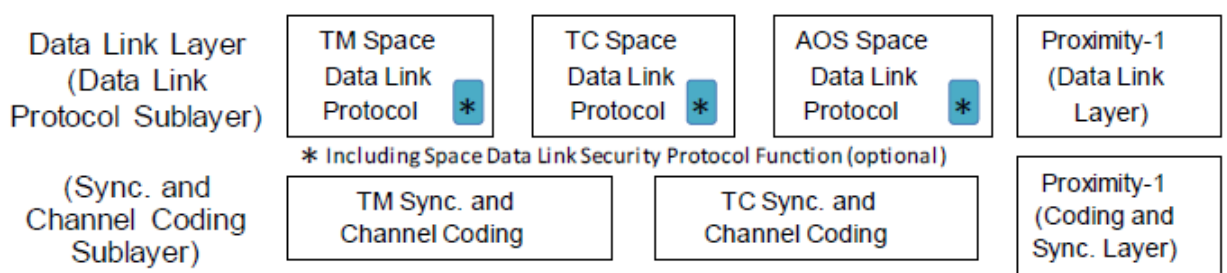 Data Link Layer
(Data Link
Protocol Sublayer)
TM Space
Data Link
Protocol *
TC Space
Data Link
Protocol *
AOS Space
Data Link
Protocol *
Proximity-1
(Data Link
Layer)
* Including Space Data Link Security Protocol Function (optional)
(Sync. and
Channel Coding
Sublayer)
TM Sync. and
Channel Coding
TC Sync. and
Channel Coding
Proximity-1
(Coding and
Sync. Layer)